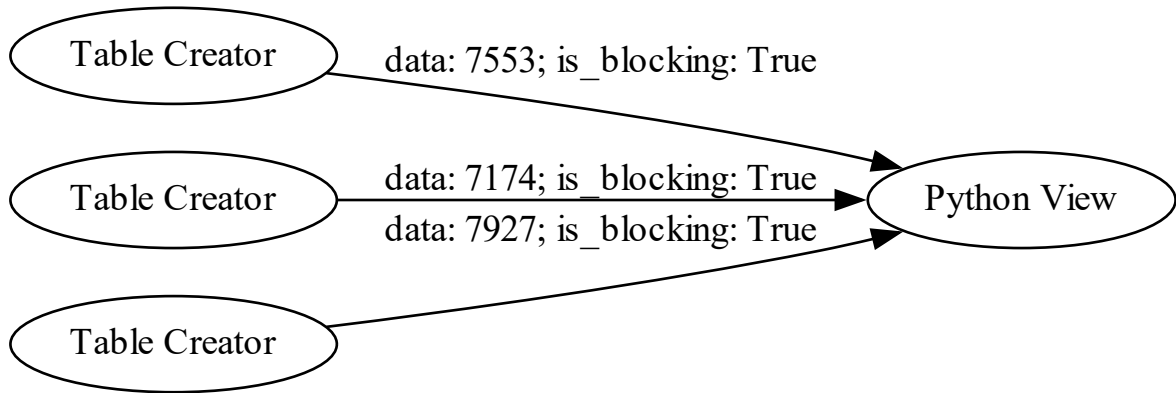 Table Creator
data: 7553; is_blocking: True
Table Creator
data: 7174; is_blocking: True
Python View
data: 7927; is_blocking: True
Table Creator